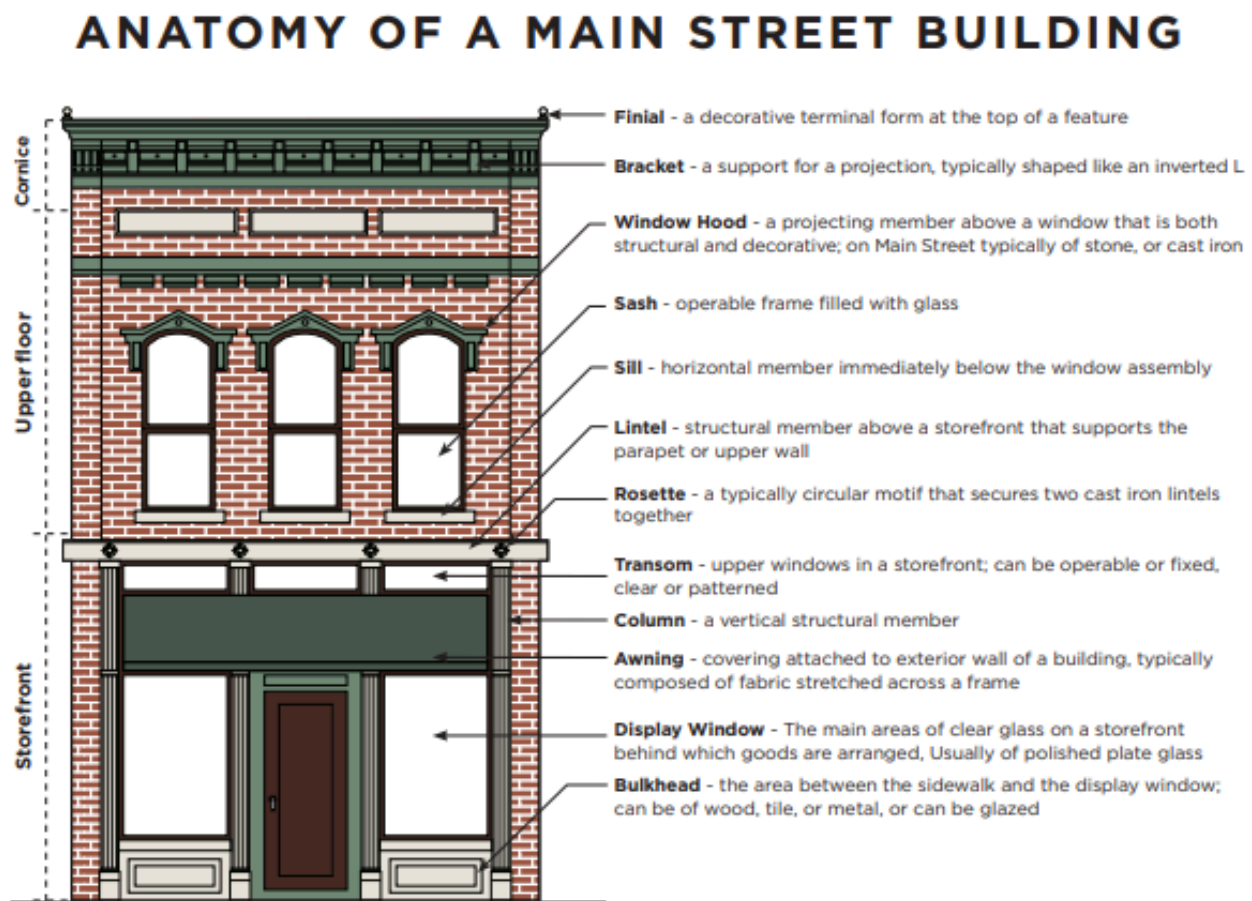 ANATOMY OF A MAIN STREET BUILDING
Cornice
Upper floor
Storefront
Finial - a decorative terminal form at the top of a feature
Bracket - a support for a projection, typically shaped like an inverted L
Window Hood - a projecting member above a window that is both
structural and decorative; on Main Street typically of stone, or cast iron
Sash - operable frame filled with glass
Sill - horizontal member immediately below the window assembly
Lintel - structural member above a storefront that supports the
parapet or upper wall
Rosette - a typically circular motif that secures two cast iron lintels
together
Transom - upper windows in a storefront; can be operable or fixed,
clear or patterned
Column - a vertical structural member
Awning - covering attached to exterior wall of a building, typically
composed of fabric stretched across a frame
Display Window - The main areas of clear glass on a storefront
behind which goods are arranged, Usually of polished plate glass
Bulkhead - the area between the sidewalk and the display window;
can be of wood, tile, or metal, or can be glazed